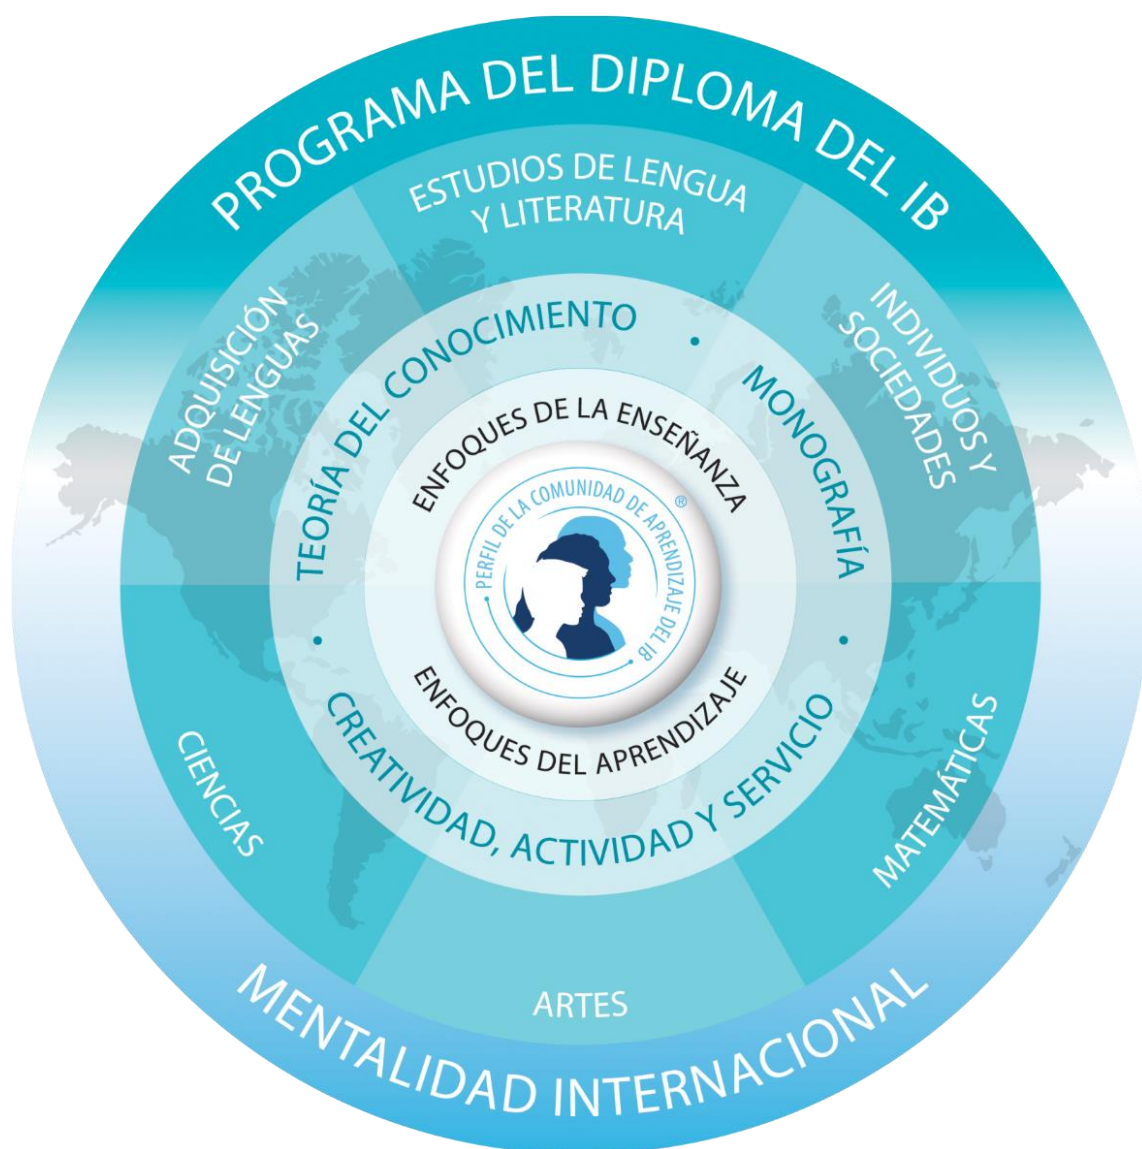 PROGRAMA DEL DIPLOMA DEL IB
ESTUDIOS DE LENGUA
Y LITERATURA
ADQUISICIÓN
DE LENGUAS
INDIVIDUOS Y
SOCIEDADES
TEORÍA DEL CONOCIMIENTO
•
MONOGRAFÍA
•
ENFOQUES DE LA ENSEÑANZA
• PERFIL DE LA COMUNIDAD DE APRENDIZAJE DEL IB •
®
ENFOQUES DEL APRENDIZAJE
•
CREATIVIDAD, ACTIVIDAD Y SERVICIO
CIENCIAS
MATEMÁTICAS
ARTES
MENTALIDAD INTERNACIONAL